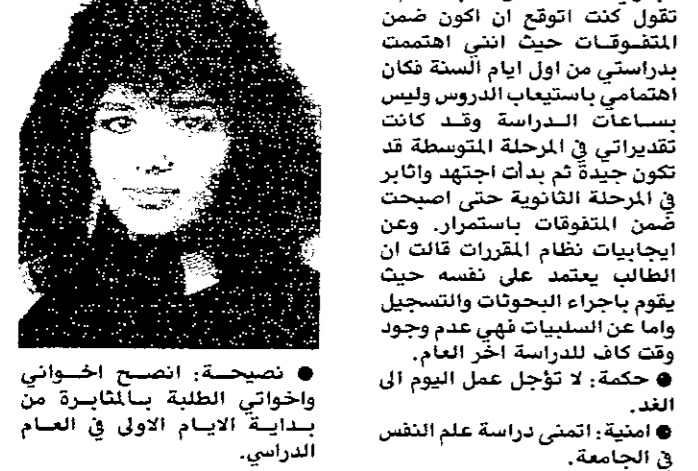 تقول كنت اتوقع ان اكون ضمن
المتفوقات حيث انني اهتممت
بدراستي من اول ايام السنة فكان
اهتمامي باستيعاب الدروس وليس
بساعات الدراسة وقد كانت
تقديراتي في المرحلة المتوسطة قد
تكون جيدة ثم بدأت اجتهد واثابر
في المرحلة الثانوية حتى اصبحت
ضمن المتفوقات باستمرار. وعن
ايجابيات نظام المقررات قالت ان
الطالب يعتمد على نفسه حيث
يقوم باجراء البحوثات والتسجيل
واما عن السلبيات فهي عدم وجود
وقت كاف للدراسة اخر العام.
● حكمة: لا تؤجل عمل اليوم الى
الغد.
● امنية: اتمنى دراسة علم النفس
في الجامعة.
● نصيحة: انصح اخواني
واخواتي الطلبة بالمثابرة من
بداية الايام الاولى في العام
الدراسي.